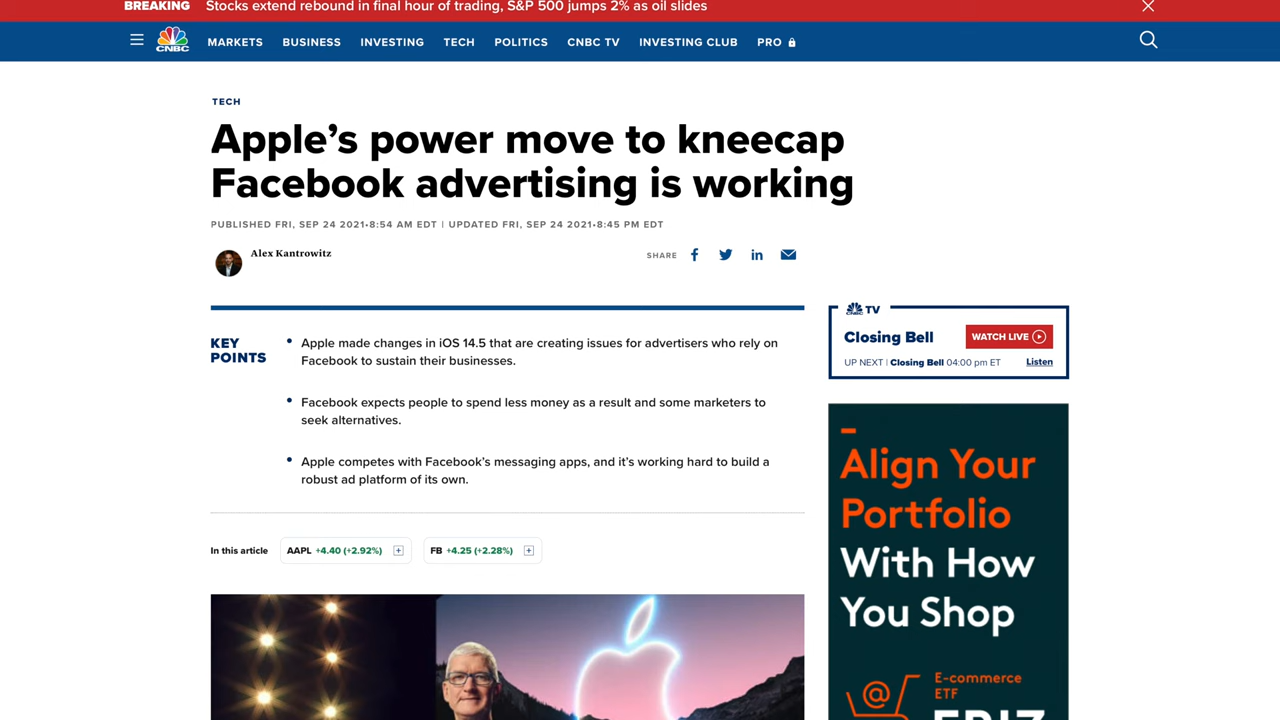 BREAKING Stocks extend rebound in final hour of trading, S&P 500 jumps 2% as oil slides
CNBC MARKETS BUSINESS INVESTING TECH POLITICS CNBC TV INVESTING CLUB PRO
TECH
Apple’s power move to kneecap
Facebook advertising is working
PUBLISHED FRI, SEP 24 2021•8:54 AM EDT | UPDATED FRI, SEP 24 2021•8:45 PM EDT
Alex Kantrowitz
SHARE
KEY
POINTS
Apple made changes in iOS 14.5 that are creating issues for advertisers who rely on
Facebook to sustain their businesses.
Facebook expects people to spend less money as a result and some marketers to
seek alternatives.
Apple competes with Facebook’s messaging apps, and it’s working hard to build a
robust ad platform of its own.
In this article AAPL +4.40 (+2.92%) FB +4.25 (+2.28%)
CNBC TV
Closing Bell WATCH LIVE
UP NEXT | Closing Bell 04:00 pm ET Listen
Align Your
Portfolio
With How
You Shop
E-commerce
ETF